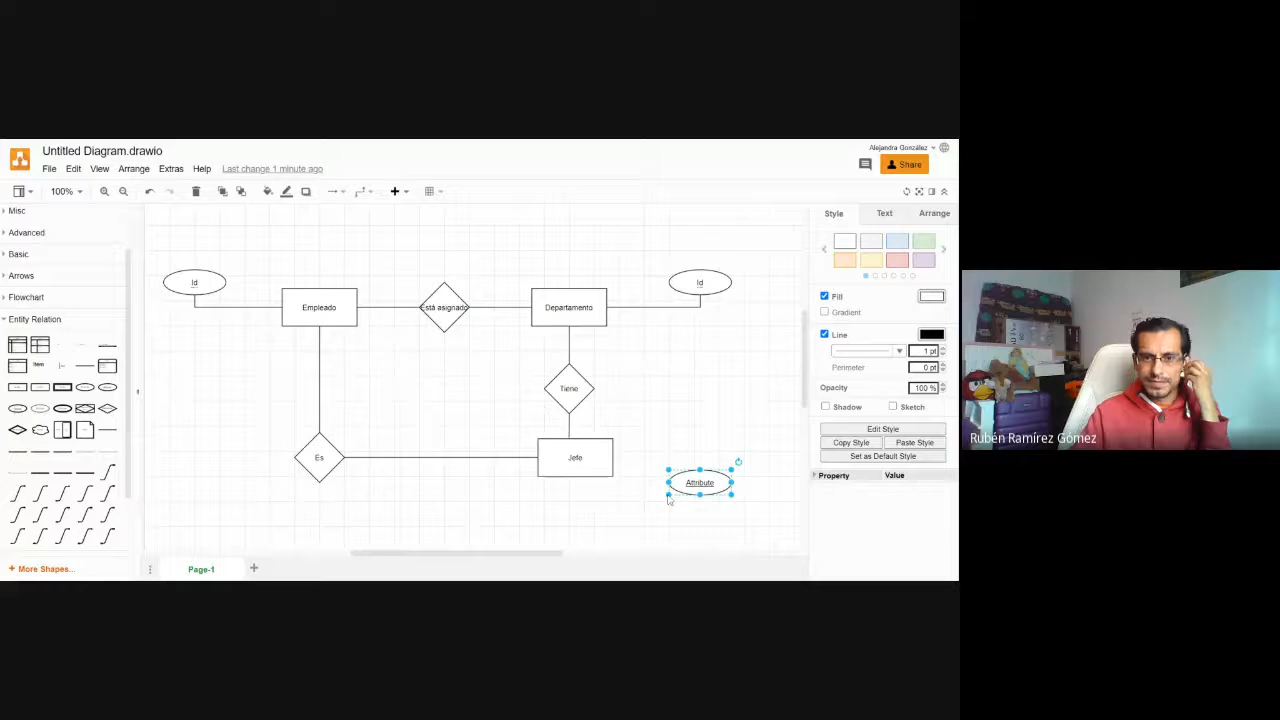 Untitled Diagram.drawio
File Edit View Arrange Extras Help Last change 1 minute ago
Alejandra González
Share
100%
Misc
Advanced
Basic
Arrows
Flowchart
Entity Relation
Item
More Shapes...
Id
Empleado
Está asignado
Departamento
Id
Tiene
Es
Jefe
Attribute
Page-1
Style Text Arrange
Fill
Gradient
Line
1 pt
Perimeter 0 pt
Opacity 100 %
Shadow Sketch
Edit Style
Copy Style Paste Style
Set as Default Style
Property Value
Rubén Ramírez Gómez